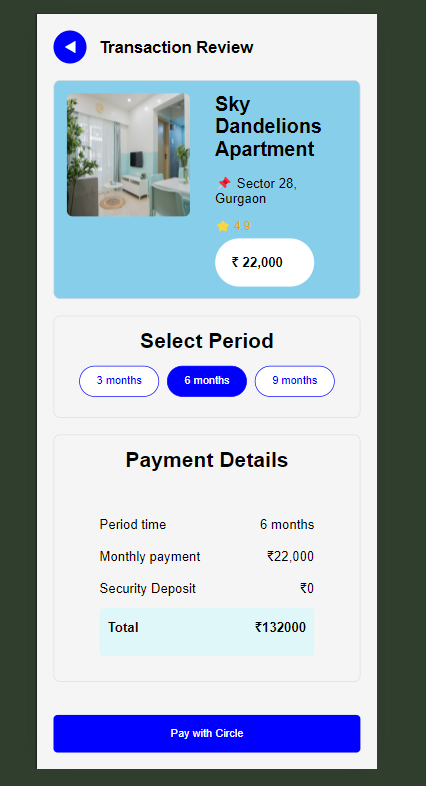 Transaction Review
Sky
Dandelions
Apartment
📌 Sector 28,
Gurgaon
⭐ 4.9
₹ 22,000
Select Period
3 months 6 months 9 months
Payment Details
Period time 6 months
Monthly payment ₹22,000
Security Deposit ₹0
Total ₹132000
Pay with Circle